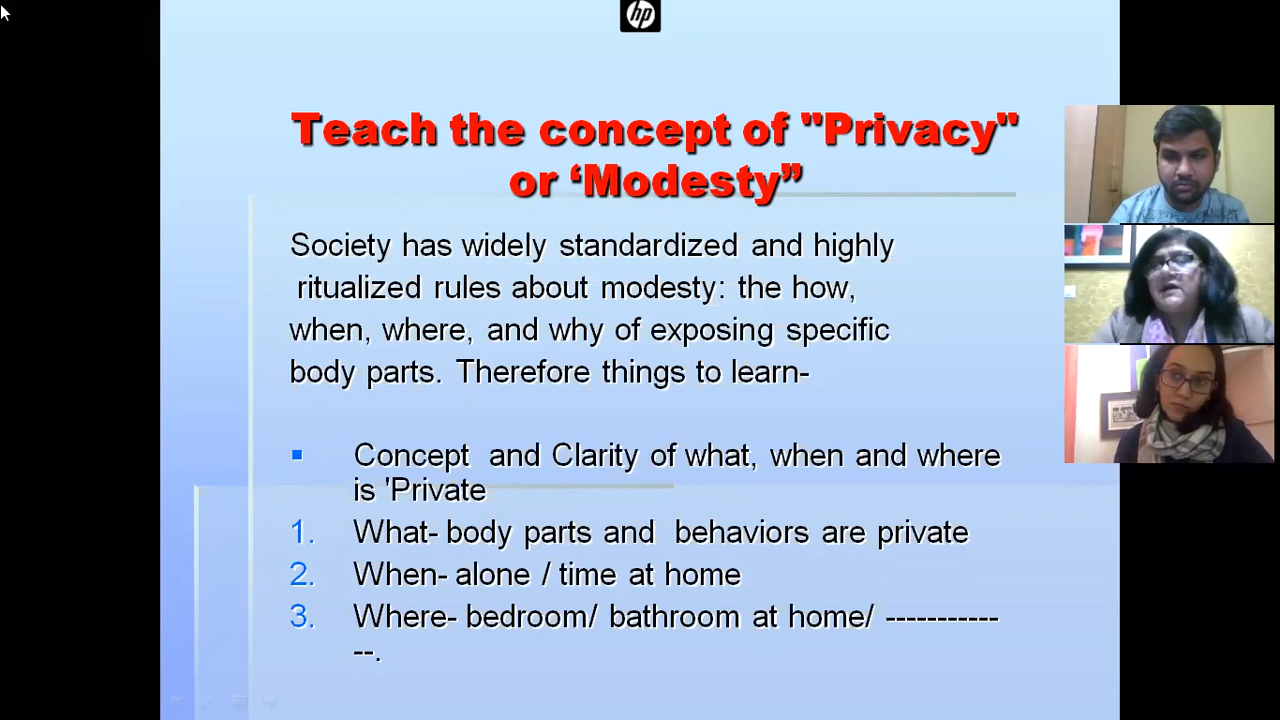 hp
Teach the concept of "Privacy"
or ‘Modesty”
Society has widely standardized and highly
ritualized rules about modesty: the how,
when, where, and why of exposing specific
body parts. Therefore things to learn-
▪ Concept and Clarity of what, when and where
is 'Private
1. What- body parts and behaviors are private
2. When- alone / time at home
3. Where- bedroom/ bathroom at home/ -----------
--.